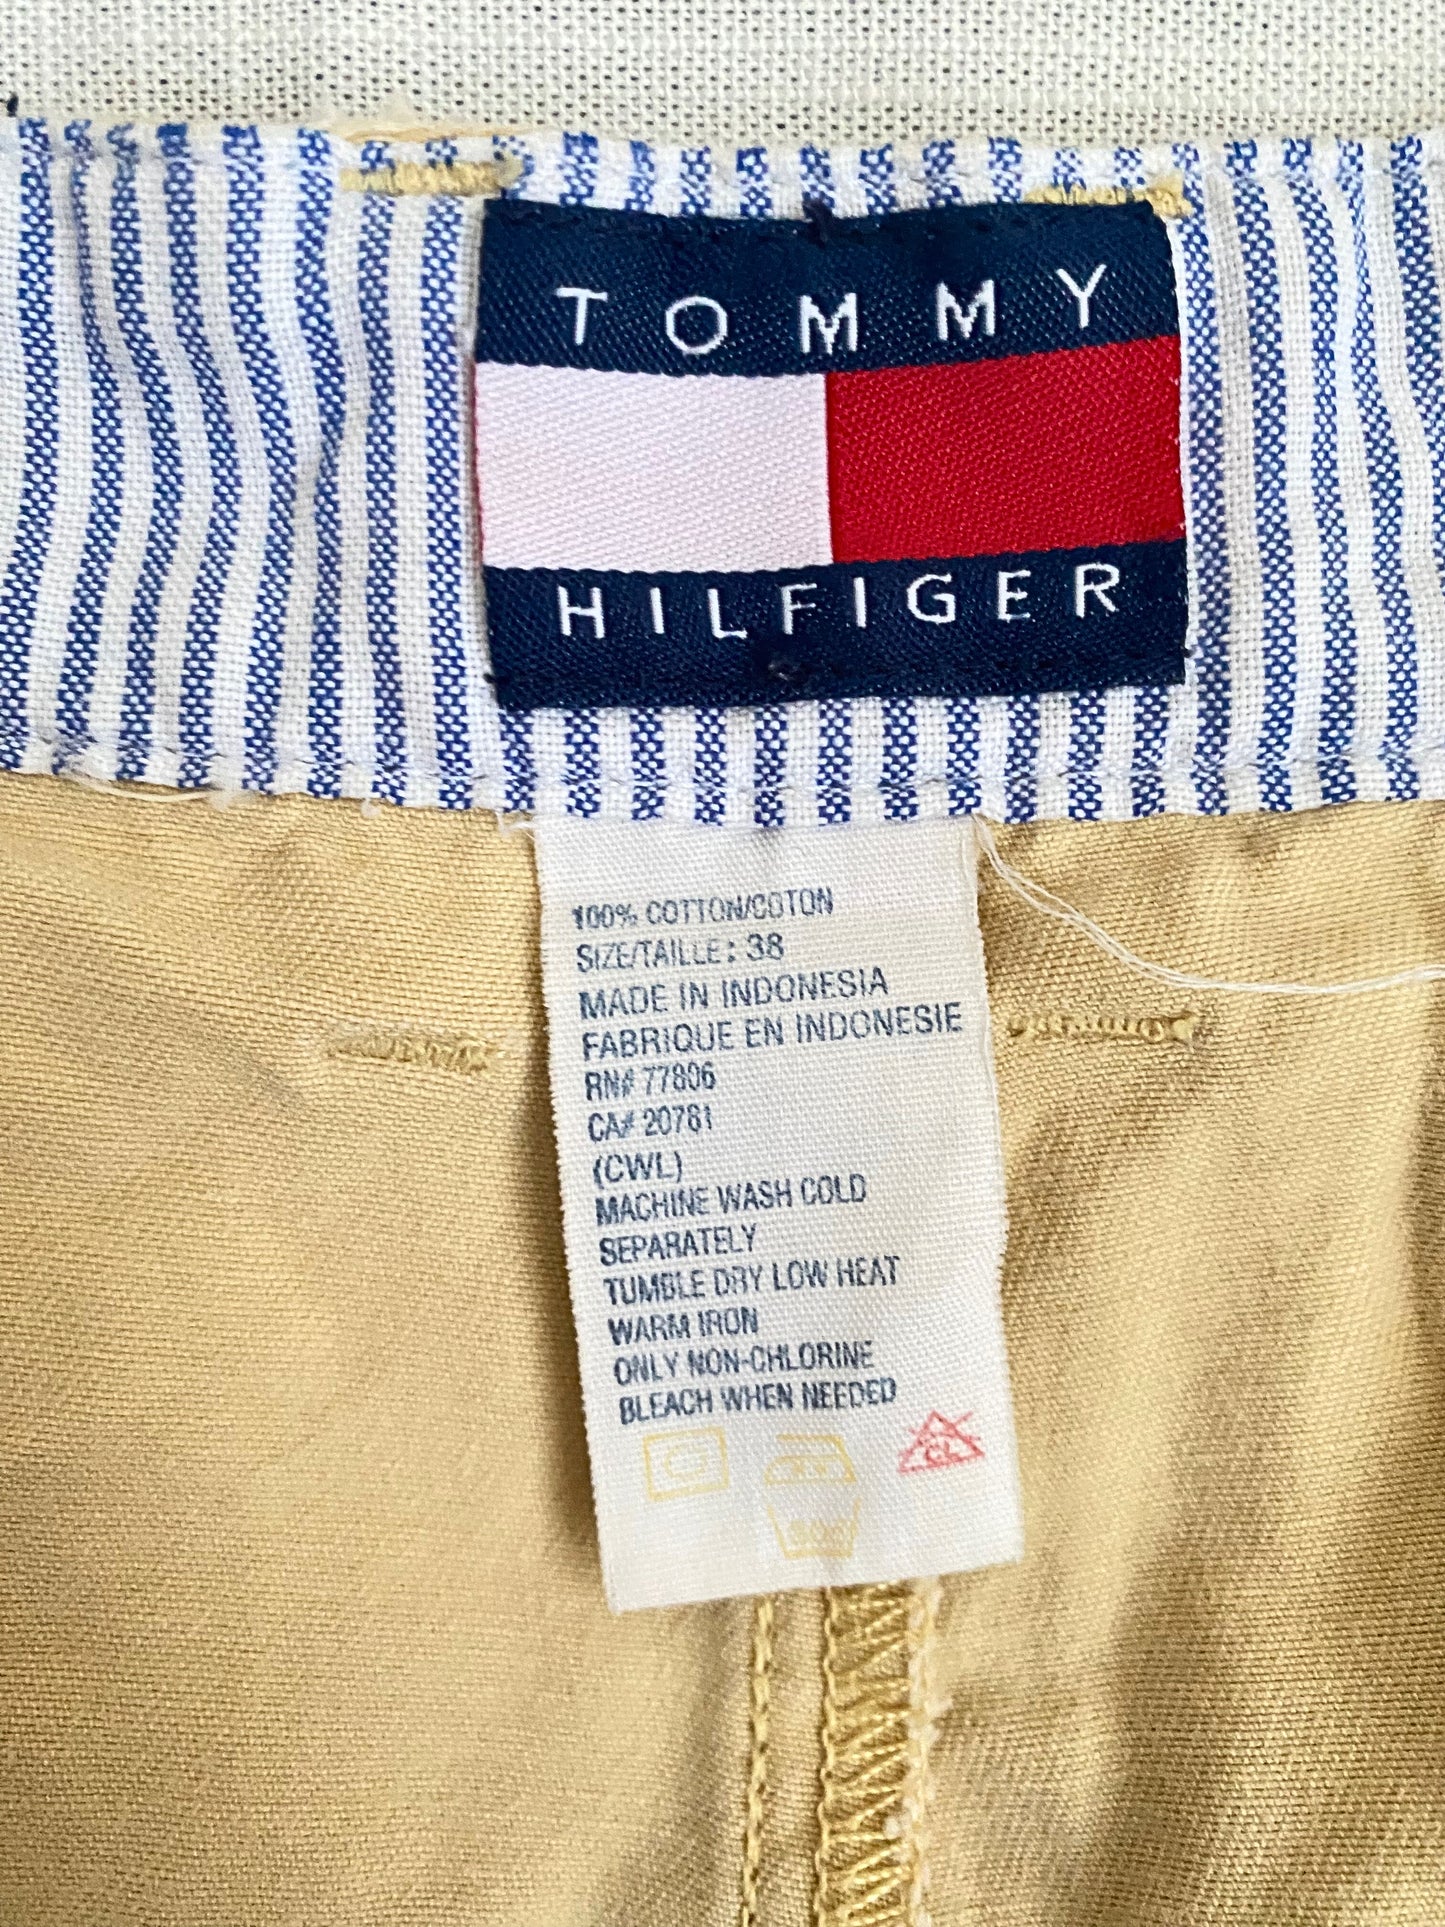 TOMMY
HILFIGER
100% COTTON/COTON
SIZE/TAILLE: 38
MADE IN INDONESIA
FABRIQUE EN INDONESIE
RN# 77806
CA# 20781
(CWL)
MACHINE WASH COLD
SEPARATELY
TUMBLE DRY LOW HEAT
WARM IRON
ONLY NON-CHLORINE
BLEACH WHEN NEEDED
CL